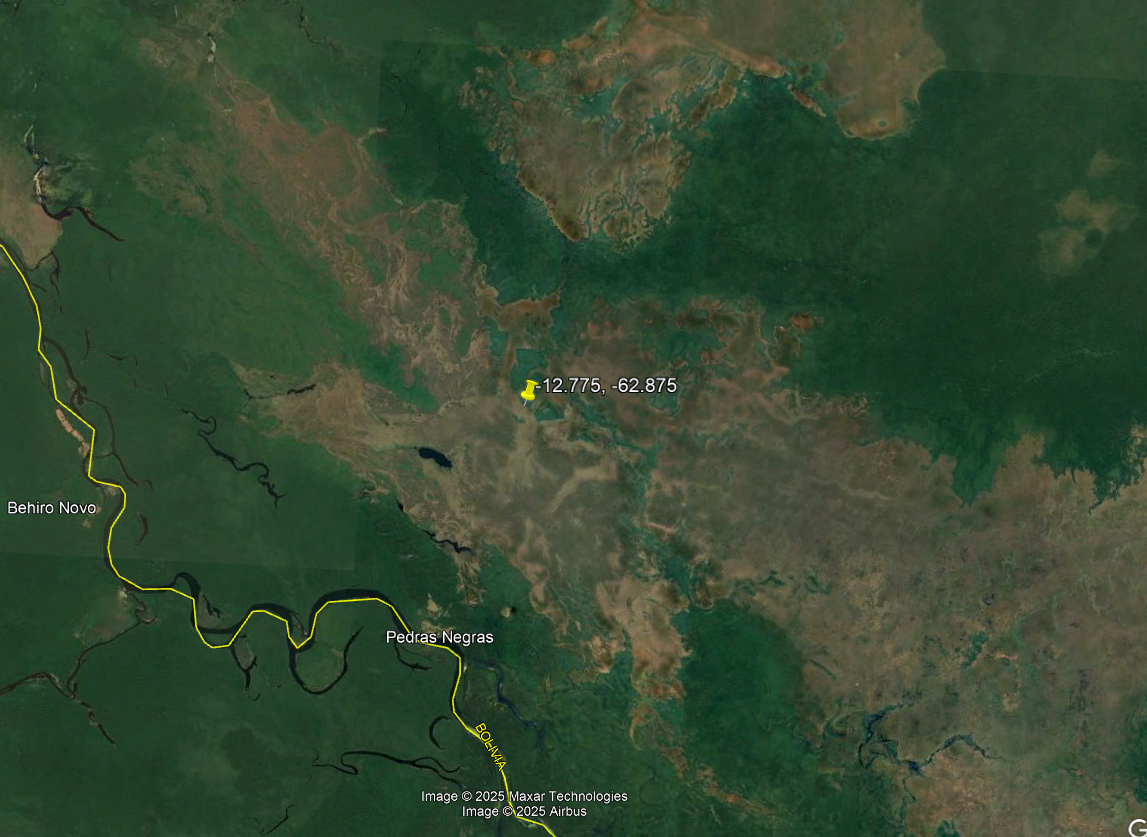 -12.775, -62.875
Behiro Novo
Pedras Negras
BOLIVIA
Image © 2025 Maxar Technologies
Image © 2025 Airbus
G